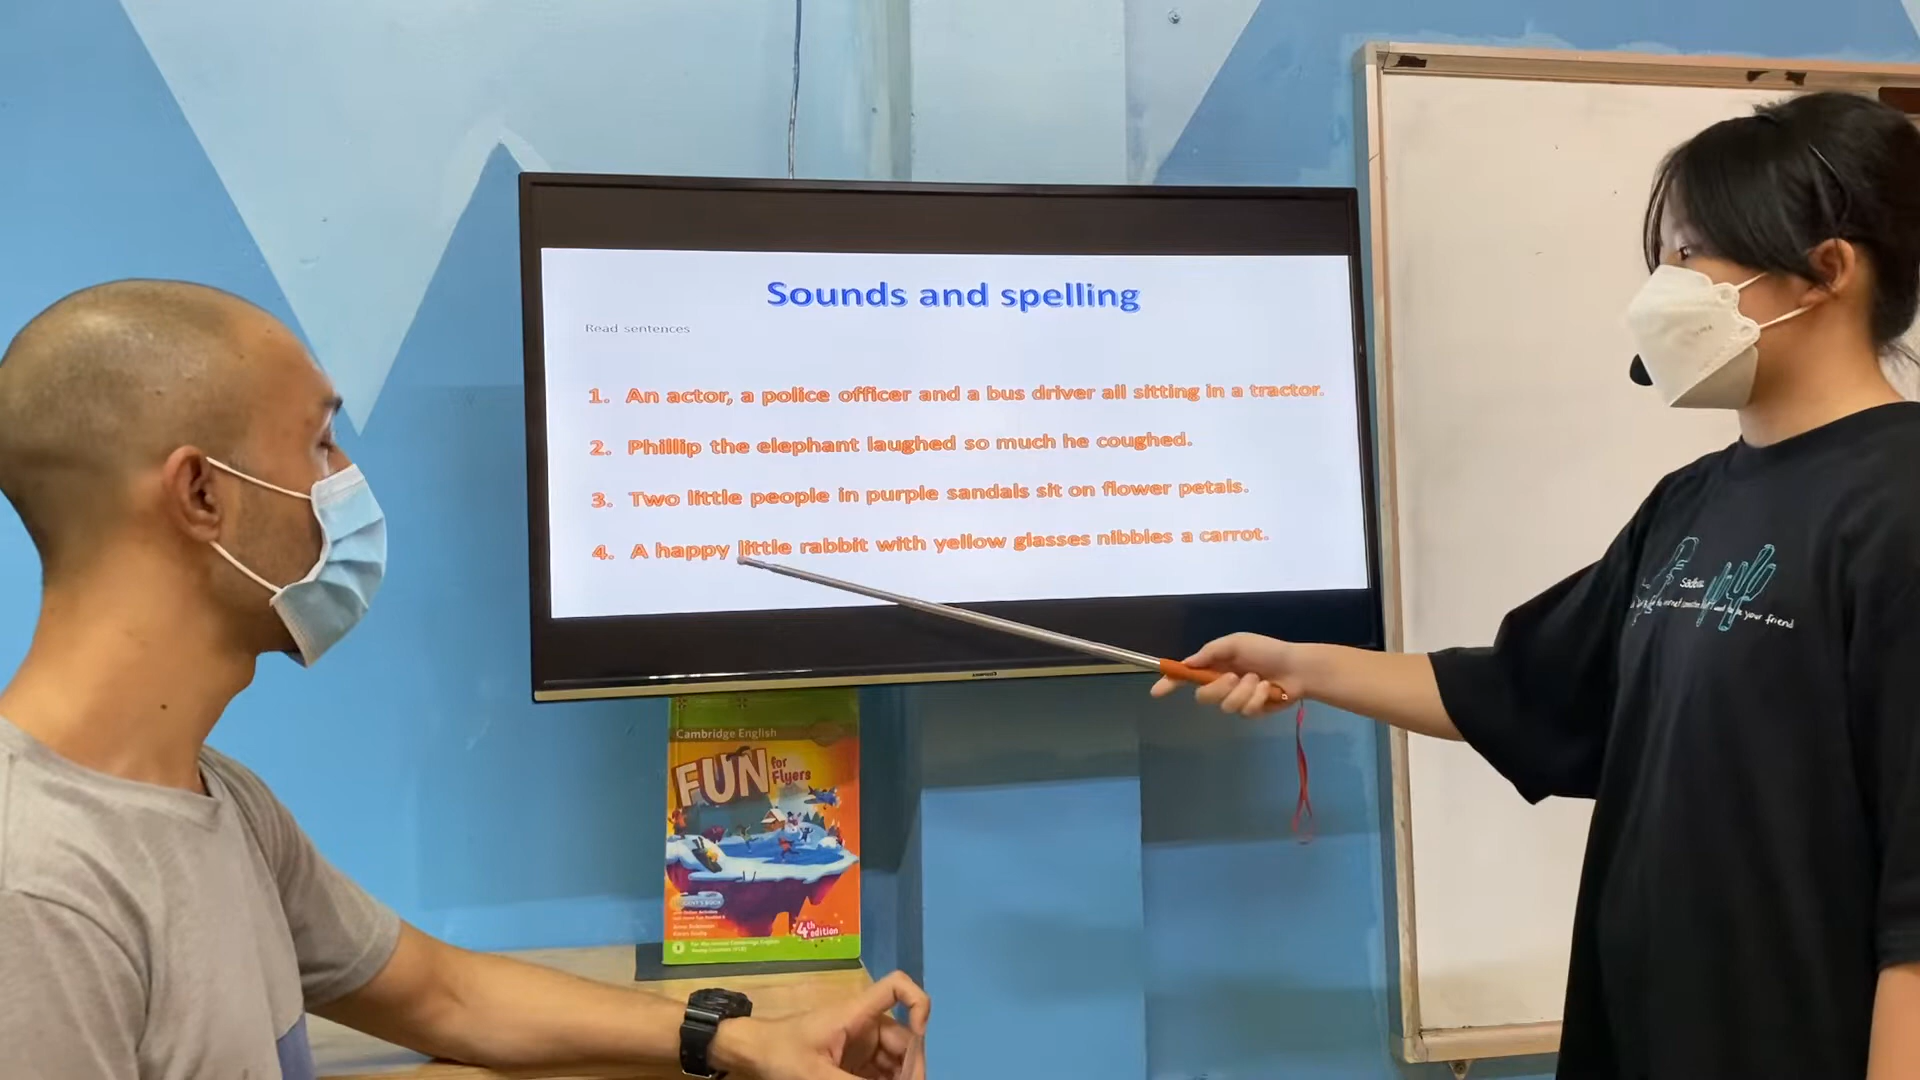 Sounds and spelling
Read sentences
1. An actor, a police officer and a bus driver all sitting in a tractor.
2. Phillip the elephant laughed so much he coughed.
3. Two little people in purple sandals sit on flower petals.
4. A happy little rabbit with yellow glasses nibbles a carrot.
Cambridge English
FUN for
Flyers
4th
edition
your friend